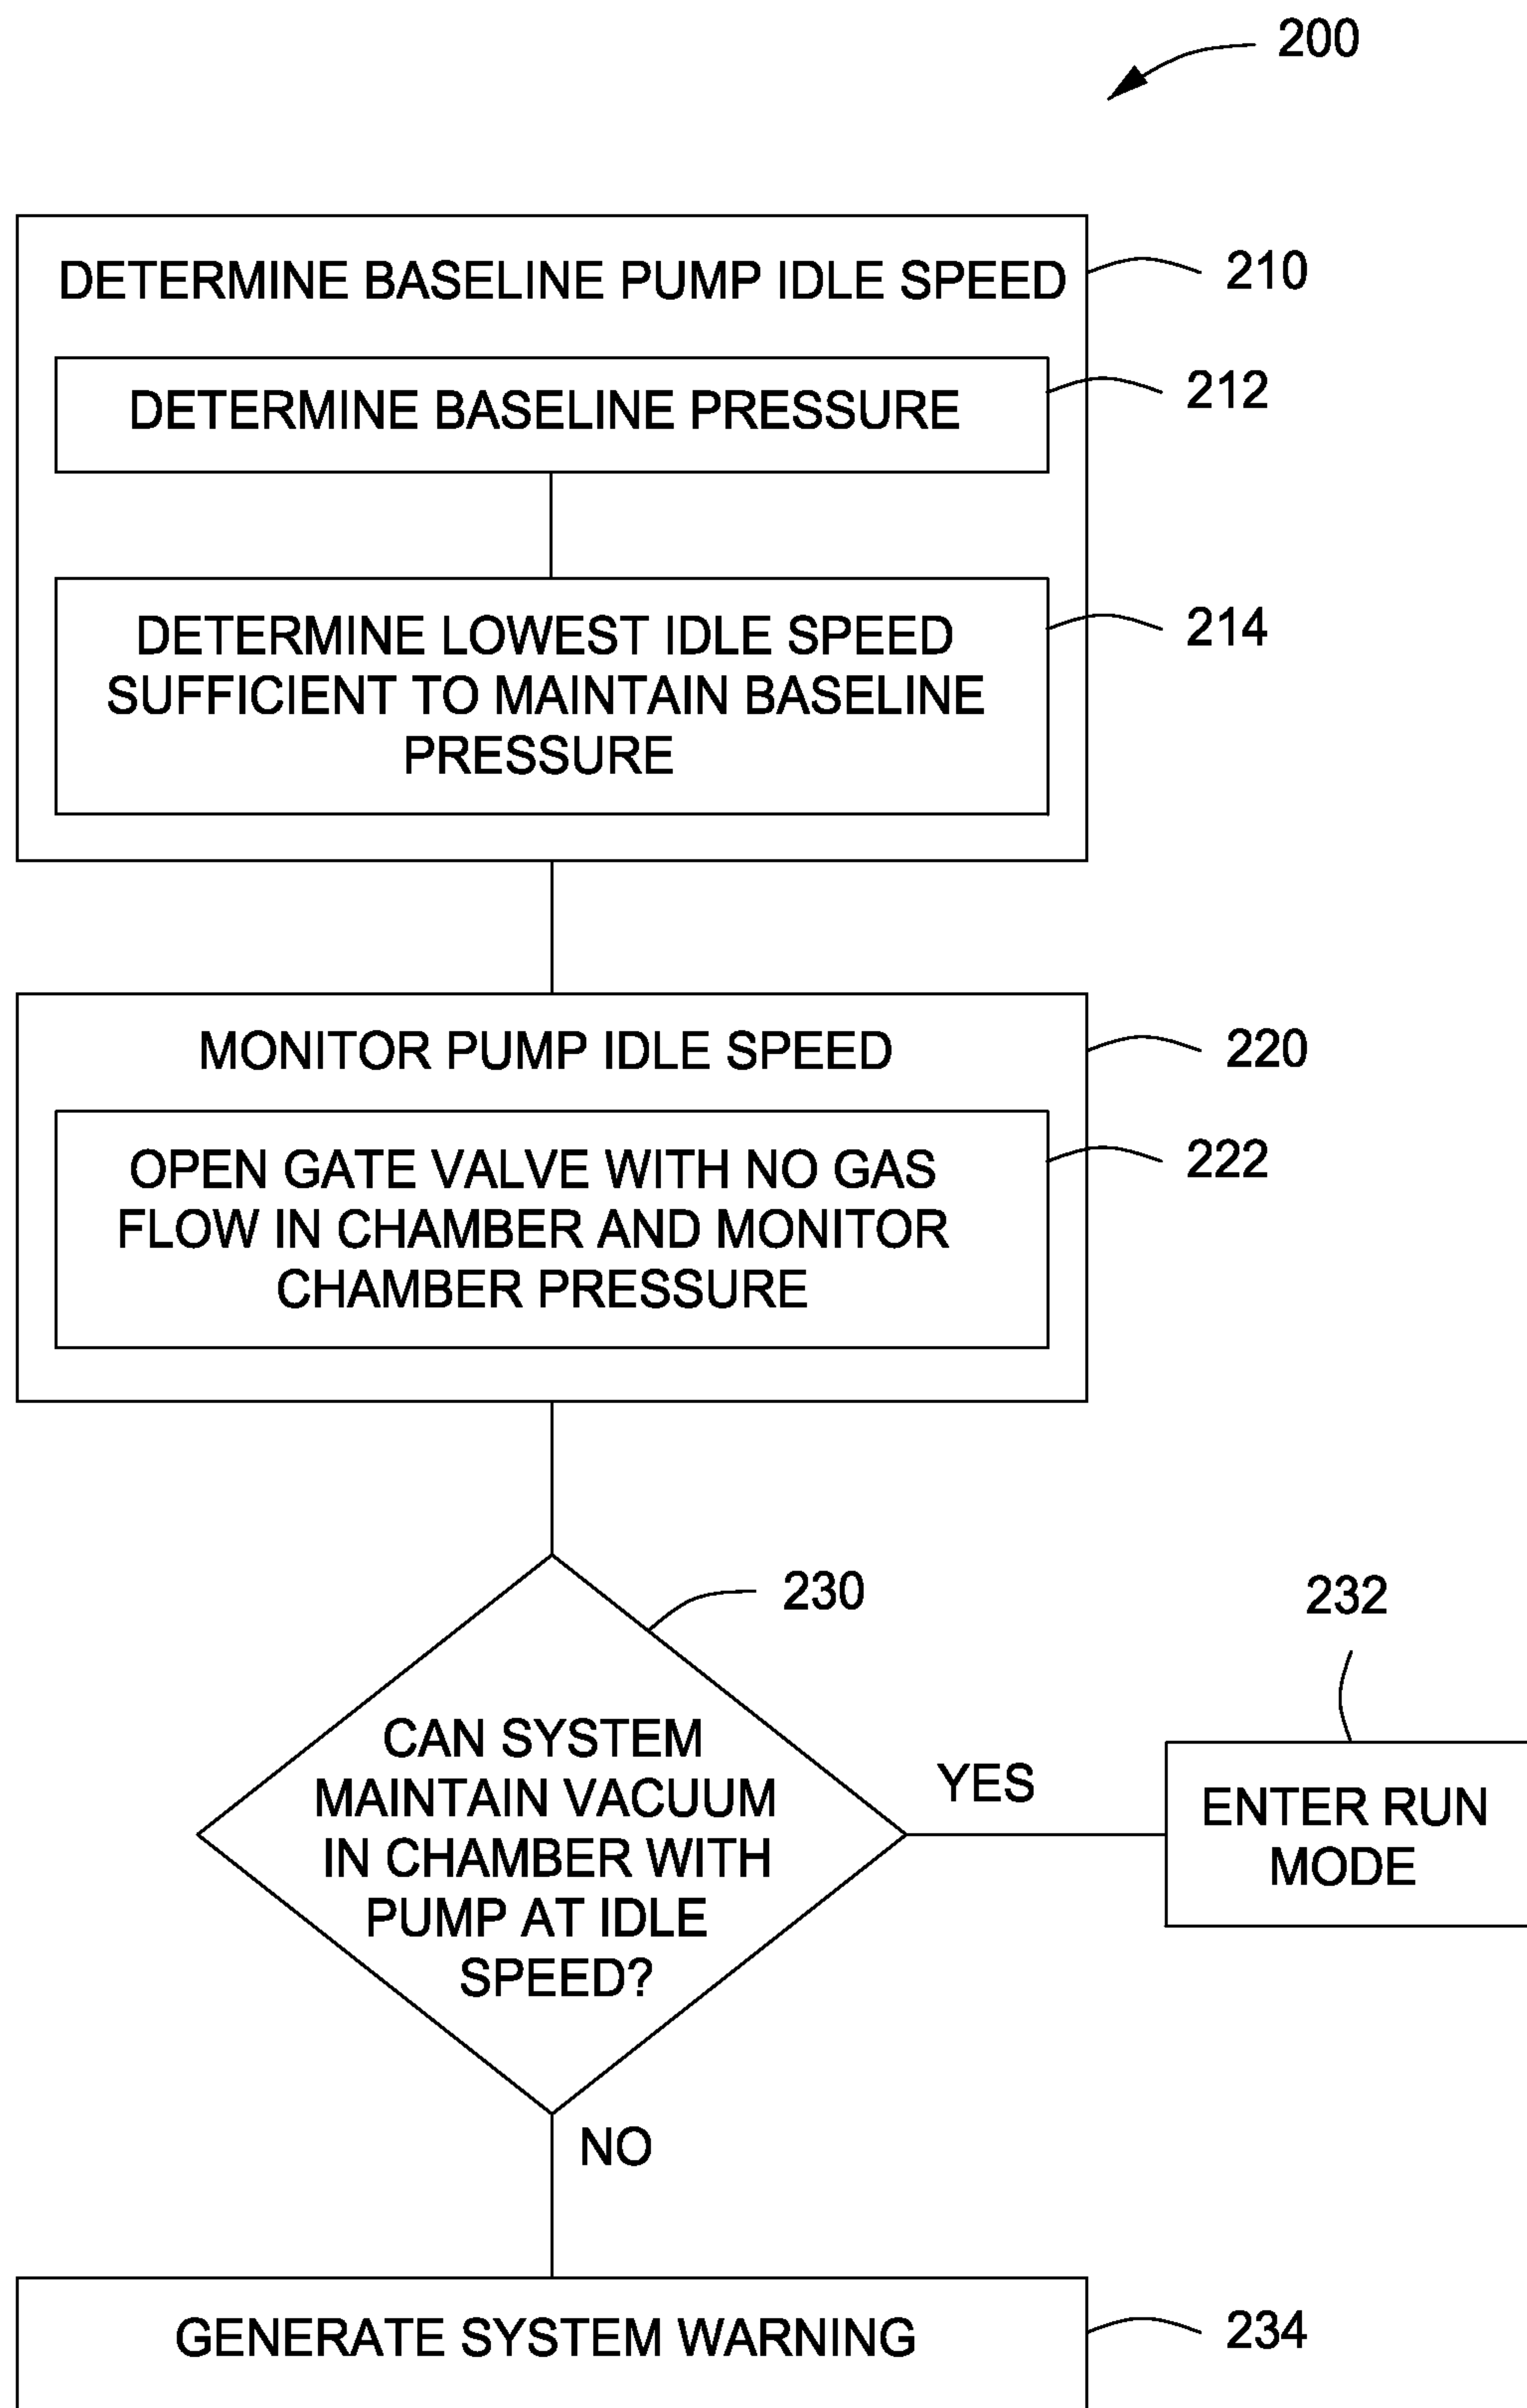 200
DETERMINE BASELINE PUMP IDLE SPEED
210
DETERMINE BASELINE PRESSURE
212
DETERMINE LOWEST IDLE SPEED
SUFFICIENT TO MAINTAIN BASELINE
PRESSURE
214
MONITOR PUMP IDLE SPEED
220
OPEN GATE VALVE WITH NO GAS
FLOW IN CHAMBER AND MONITOR
CHAMBER PRESSURE
222
230
CAN SYSTEM
MAINTAIN VACUUM
IN CHAMBER WITH
PUMP AT IDLE
SPEED?
YES
232
ENTER RUN
MODE
NO
GENERATE SYSTEM WARNING
234